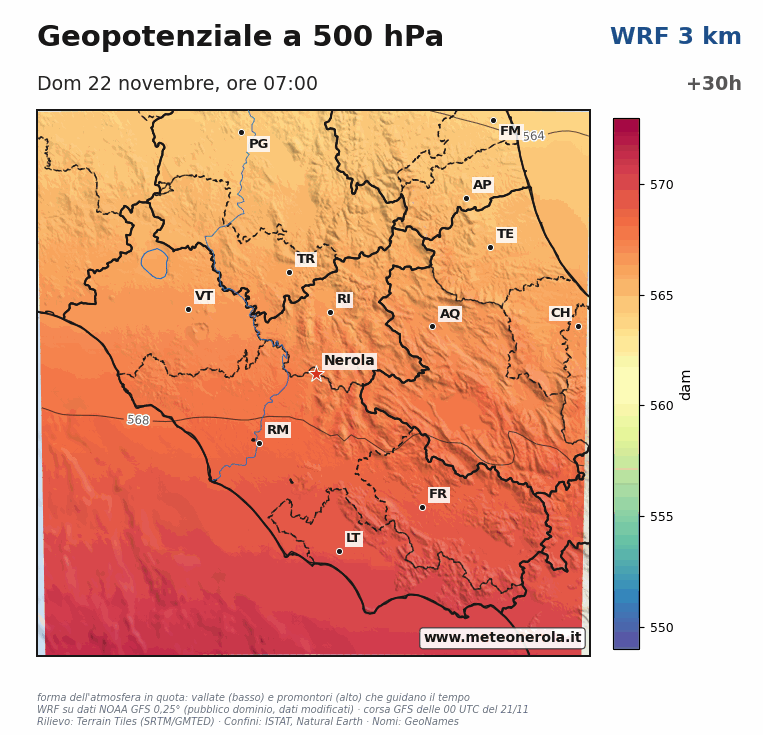 Geopotenziale a 500 hPa
WRF 3 km
Dom 22 novembre, ore 07:00
+30h
FM
564
PG
AP
TE
TR
VT
RI
AQ
CH
Nerola
568
RM
FR
LT
www.meteonerola.it
570
565
560
555
550
dam
forma dell'atmosfera in quota: vallate (basso) e promontori (alto) che guidano il tempo
WRF su dati NOAA GFS 0,25° (pubblico dominio, dati modificati) · corsa GFS delle 00 UTC del 21/11
Rilievo: Terrain Tiles (SRTM/GMTED) · Confini: ISTAT, Natural Earth · Nomi: GeoNames